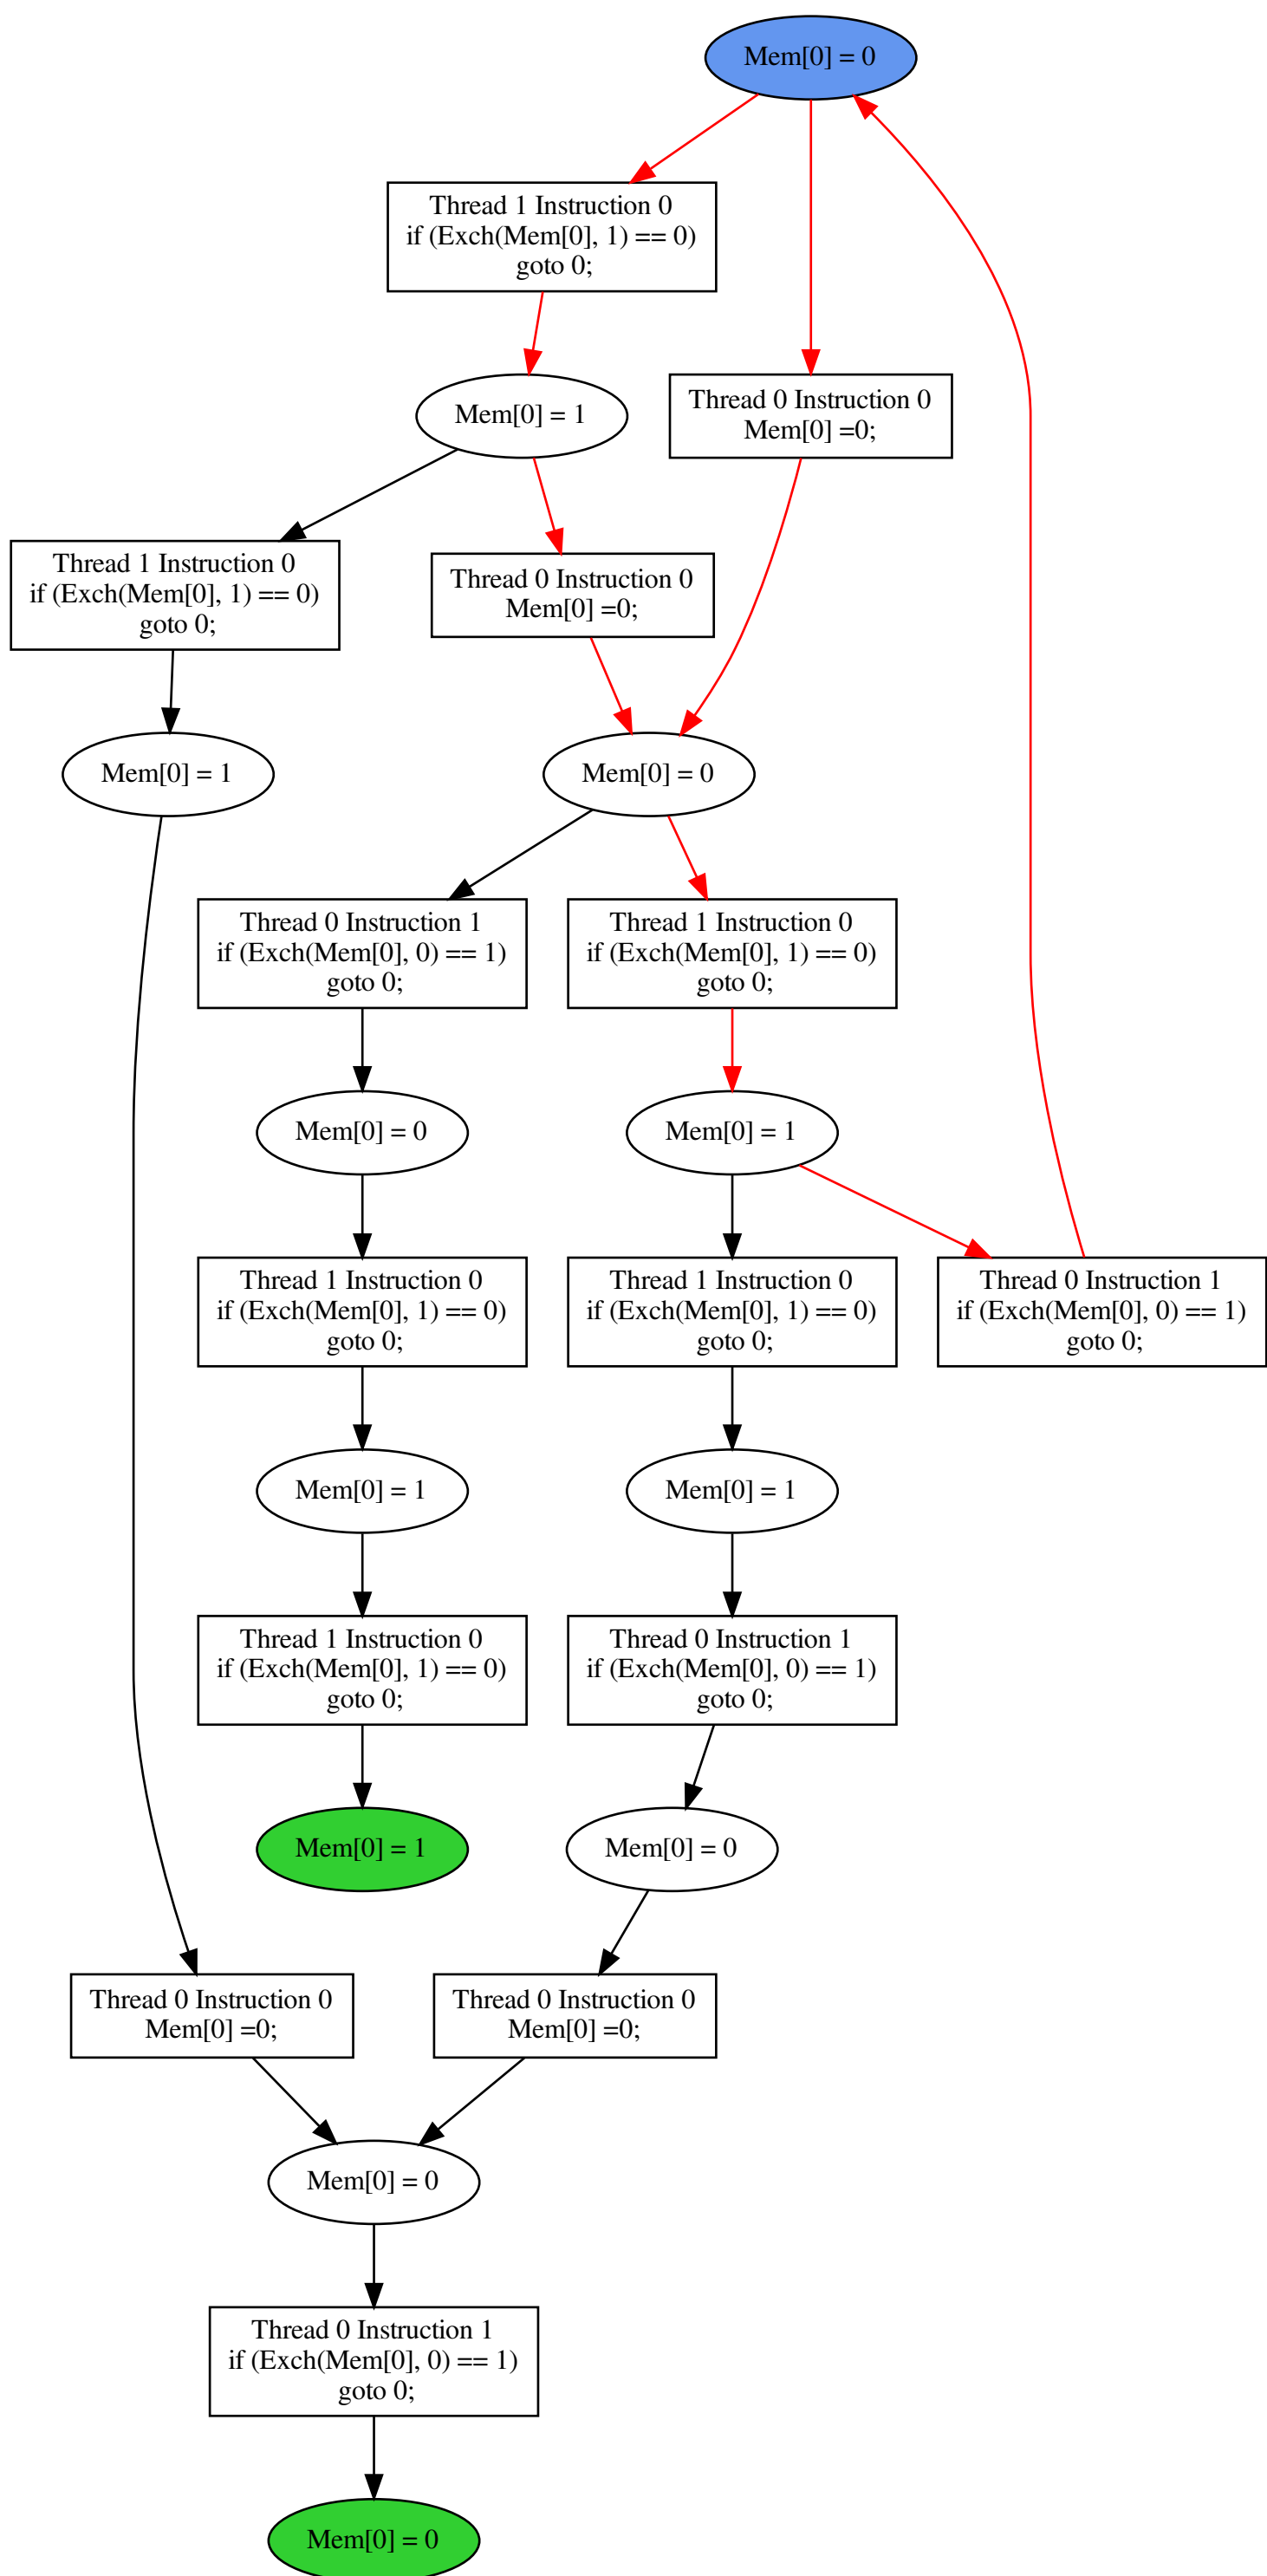 Mem[0] = 0
Thread 1 Instruction 0
if (Exch(Mem[0], 1) == 0)
goto 0;
Mem[0] = 1
Thread 0 Instruction 0
Mem[0] =0;
Thread 1 Instruction 0
if (Exch(Mem[0], 1) == 0)
goto 0;
Thread 0 Instruction 0
Mem[0] =0;
Mem[0] = 1
Mem[0] = 0
Thread 0 Instruction 1
if (Exch(Mem[0], 0) == 1)
goto 0;
Thread 1 Instruction 0
if (Exch(Mem[0], 1) == 0)
goto 0;
Mem[0] = 0
Mem[0] = 1
Thread 1 Instruction 0
if (Exch(Mem[0], 1) == 0)
goto 0;
Thread 1 Instruction 0
if (Exch(Mem[0], 1) == 0)
goto 0;
Thread 0 Instruction 1
if (Exch(Mem[0], 0) == 1)
goto 0;
Mem[0] = 1
Mem[0] = 1
Thread 1 Instruction 0
if (Exch(Mem[0], 1) == 0)
goto 0;
Thread 0 Instruction 1
if (Exch(Mem[0], 0) == 1)
goto 0;
Mem[0] = 1
Mem[0] = 0
Thread 0 Instruction 0
Mem[0] =0;
Thread 0 Instruction 0
Mem[0] =0;
Mem[0] = 0
Thread 0 Instruction 1
if (Exch(Mem[0], 0) == 1)
goto 0;
Mem[0] = 0